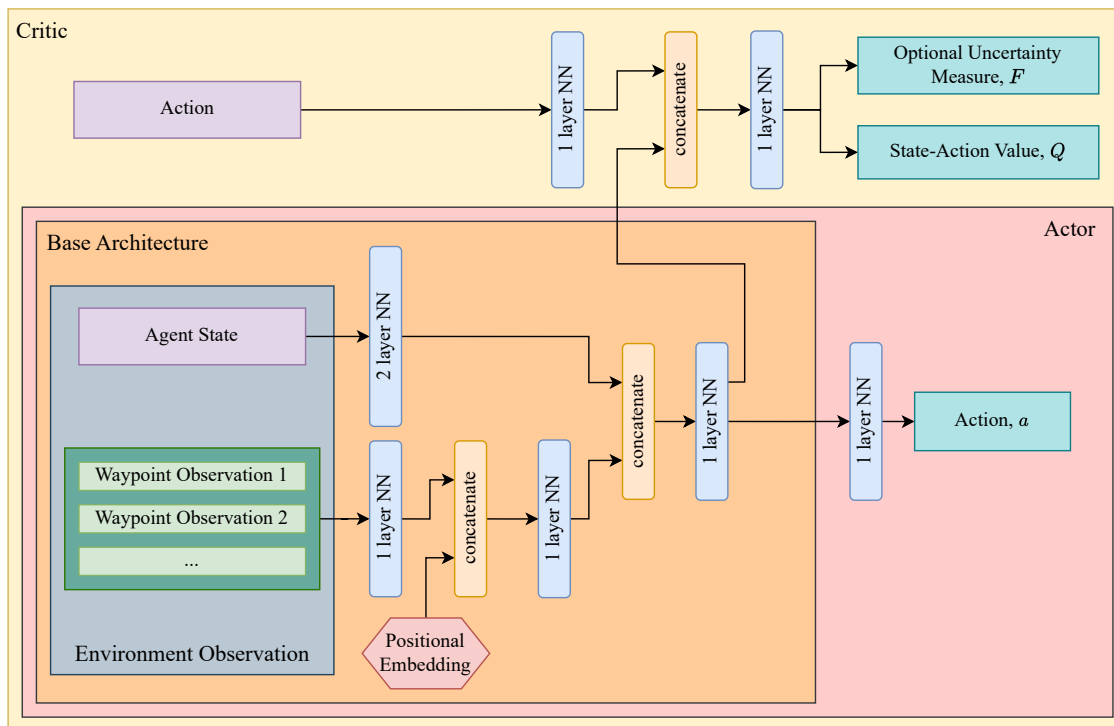 Critic
Action
1 layer NN
concatenate
1 layer NN
Optional Uncertainty
Measure, F
State-Action Value, Q
Actor
Base Architecture
Agent State
2 layer NN
Waypoint Observation 1
Waypoint Observation 2
...
Environment Observation
1 layer NN
concatenate
Positional
Embedding
1 layer NN
concatenate
1 layer NN
1 layer NN
Action, a